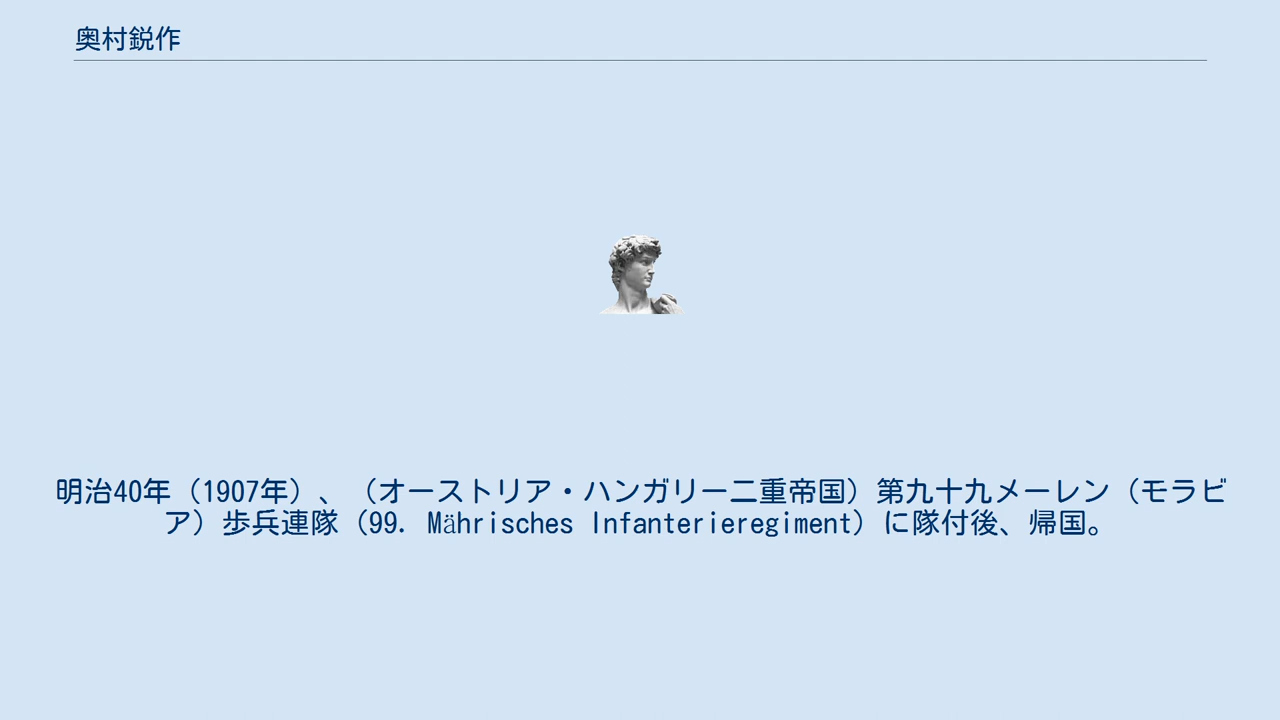 奥村鋭作
明治40年（1907年）、（オーストリア・ハンガリー二重帝国）第九十九メーレン（モラビ
ア）歩兵連隊（99. Mährisches Infanterieregiment）に隊付後、帰国。